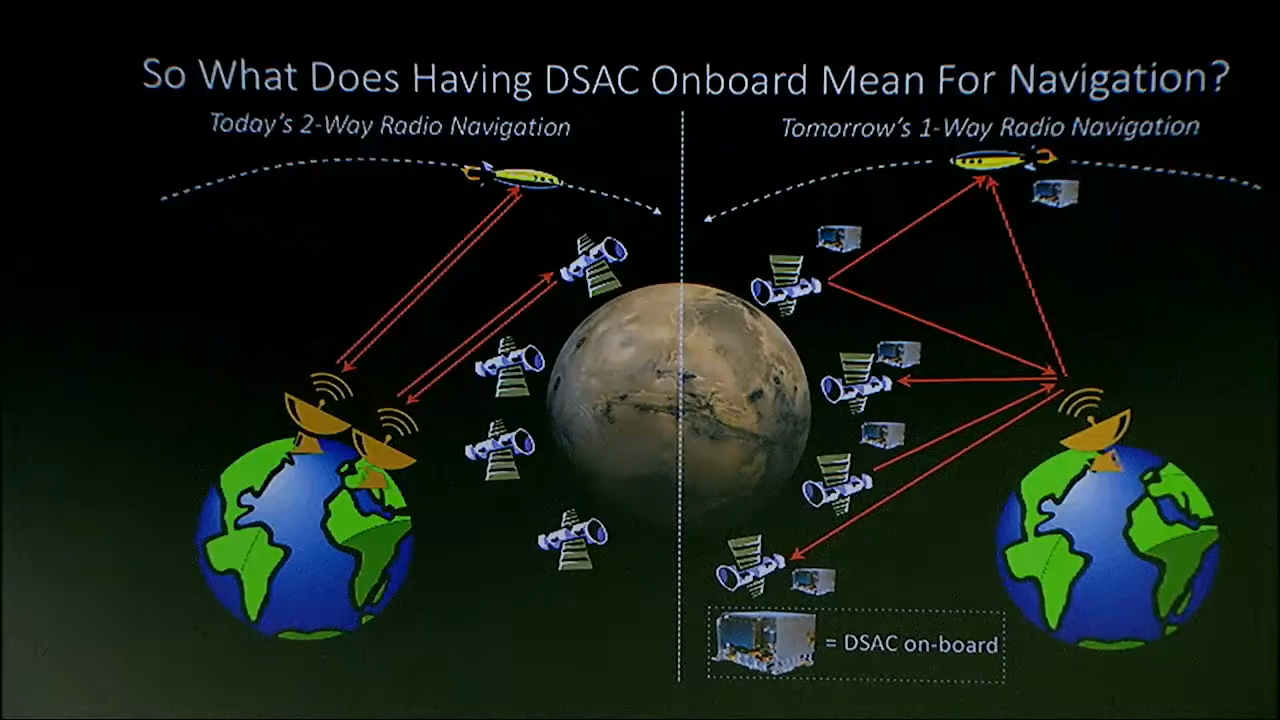 So What Does Having DSAC Onboard Mean For Navigation?
Today's 2-Way Radio Navigation
Tomorrow's 1-Way Radio Navigation
= DSAC on-board